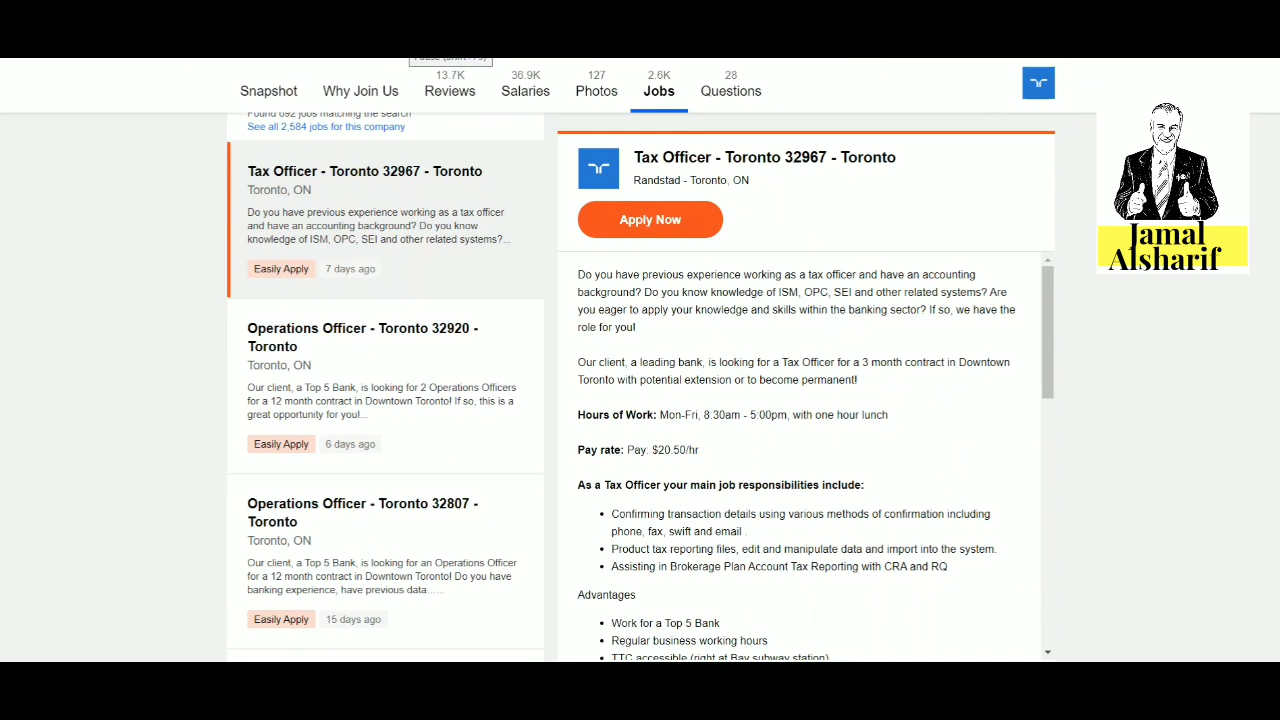 13.7K
36.9K
127
2.6K
28
Snapshot
Why Join Us
Reviews
Salaries
Photos
Jobs
Questions
Found 692 jobs matching the search
See all 2,584 jobs for this company
Tax Officer - Toronto 32967 - Toronto
Toronto, ON
Do you have previous experience working as a tax officer
and have an accounting background? Do you know
knowledge of ISM, OPC, SEI and other related systems?...
Easily Apply
7 days ago
Operations Officer - Toronto 32920 -
Toronto
Toronto, ON
Our client, a Top 5 Bank, is looking for 2 Operations Officers
for a 12 month contract in Downtown Toronto! If so, this is a
great opportunity for you!...
Easily Apply
6 days ago
Operations Officer - Toronto 32807 -
Toronto
Toronto, ON
Our client, a Top 5 Bank, is looking for an Operations Officer
for a 12 month contract in Downtown Toronto! Do you have
banking experience, have previous data......
Easily Apply
15 days ago
Tax Officer - Toronto 32967 - Toronto
Randstad - Toronto, ON
Apply Now
Do you have previous experience working as a tax officer and have an accounting
background? Do you know knowledge of ISM, OPC, SEI and other related systems? Are
you eager to apply your knowledge and skills within the banking sector? If so, we have the
role for you!
Our client, a leading bank, is looking for a Tax Officer for a 3 month contract in Downtown
Toronto with potential extension or to become permanent!
Hours of Work: Mon-Fri, 8:30am - 5:00pm, with one hour lunch
Pay rate: Pay: $20.50/hr
As a Tax Officer your main job responsibilities include:
• Confirming transaction details using various methods of confirmation including
phone, fax, swift and email .
• Product tax reporting files, edit and manipulate data and import into the system.
• Assisting in Brokerage Plan Account Tax Reporting with CRA and RQ
Advantages
• Work for a Top 5 Bank
• Regular business working hours
• TTC accessible (right at Bay subway station)
Jamal
Alsharif